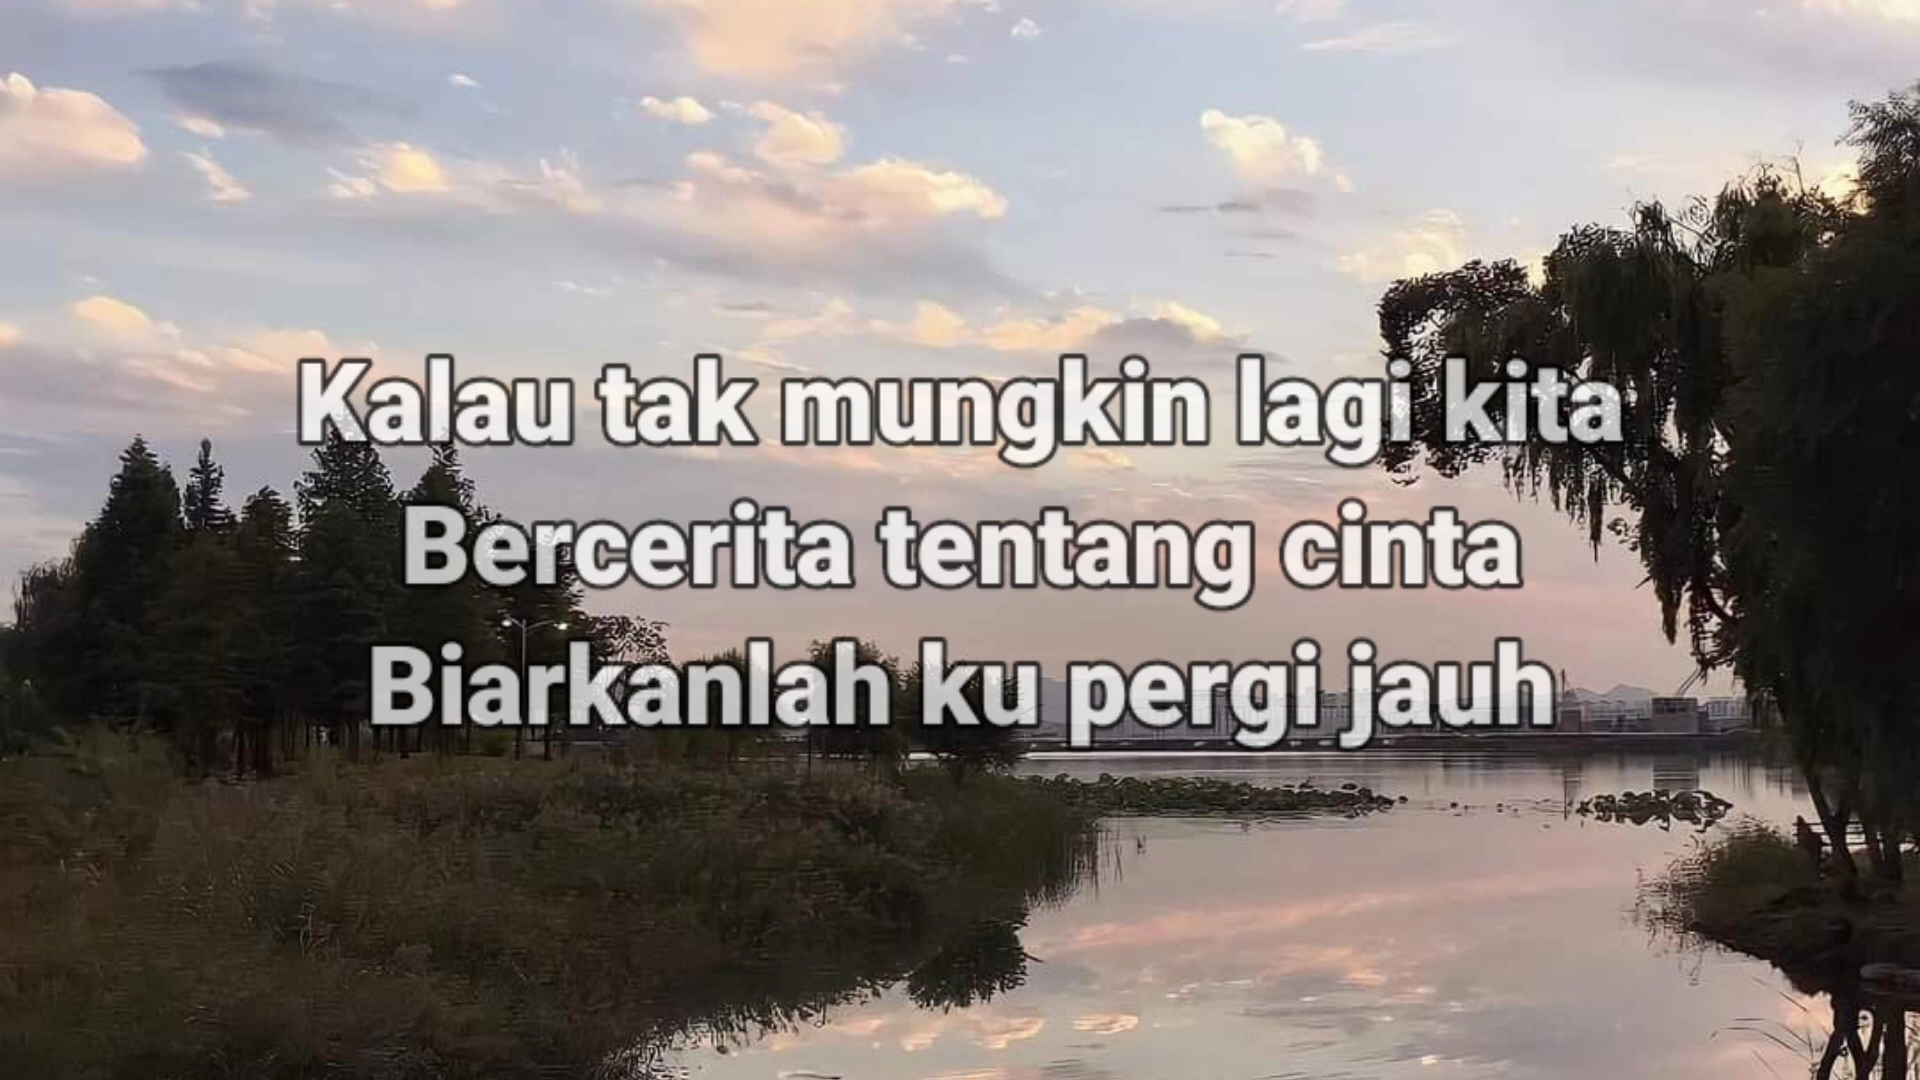 Kalau tak mungkin lagi kita
Bercerita tentang cinta
Biarkanlah ku pergi jauh